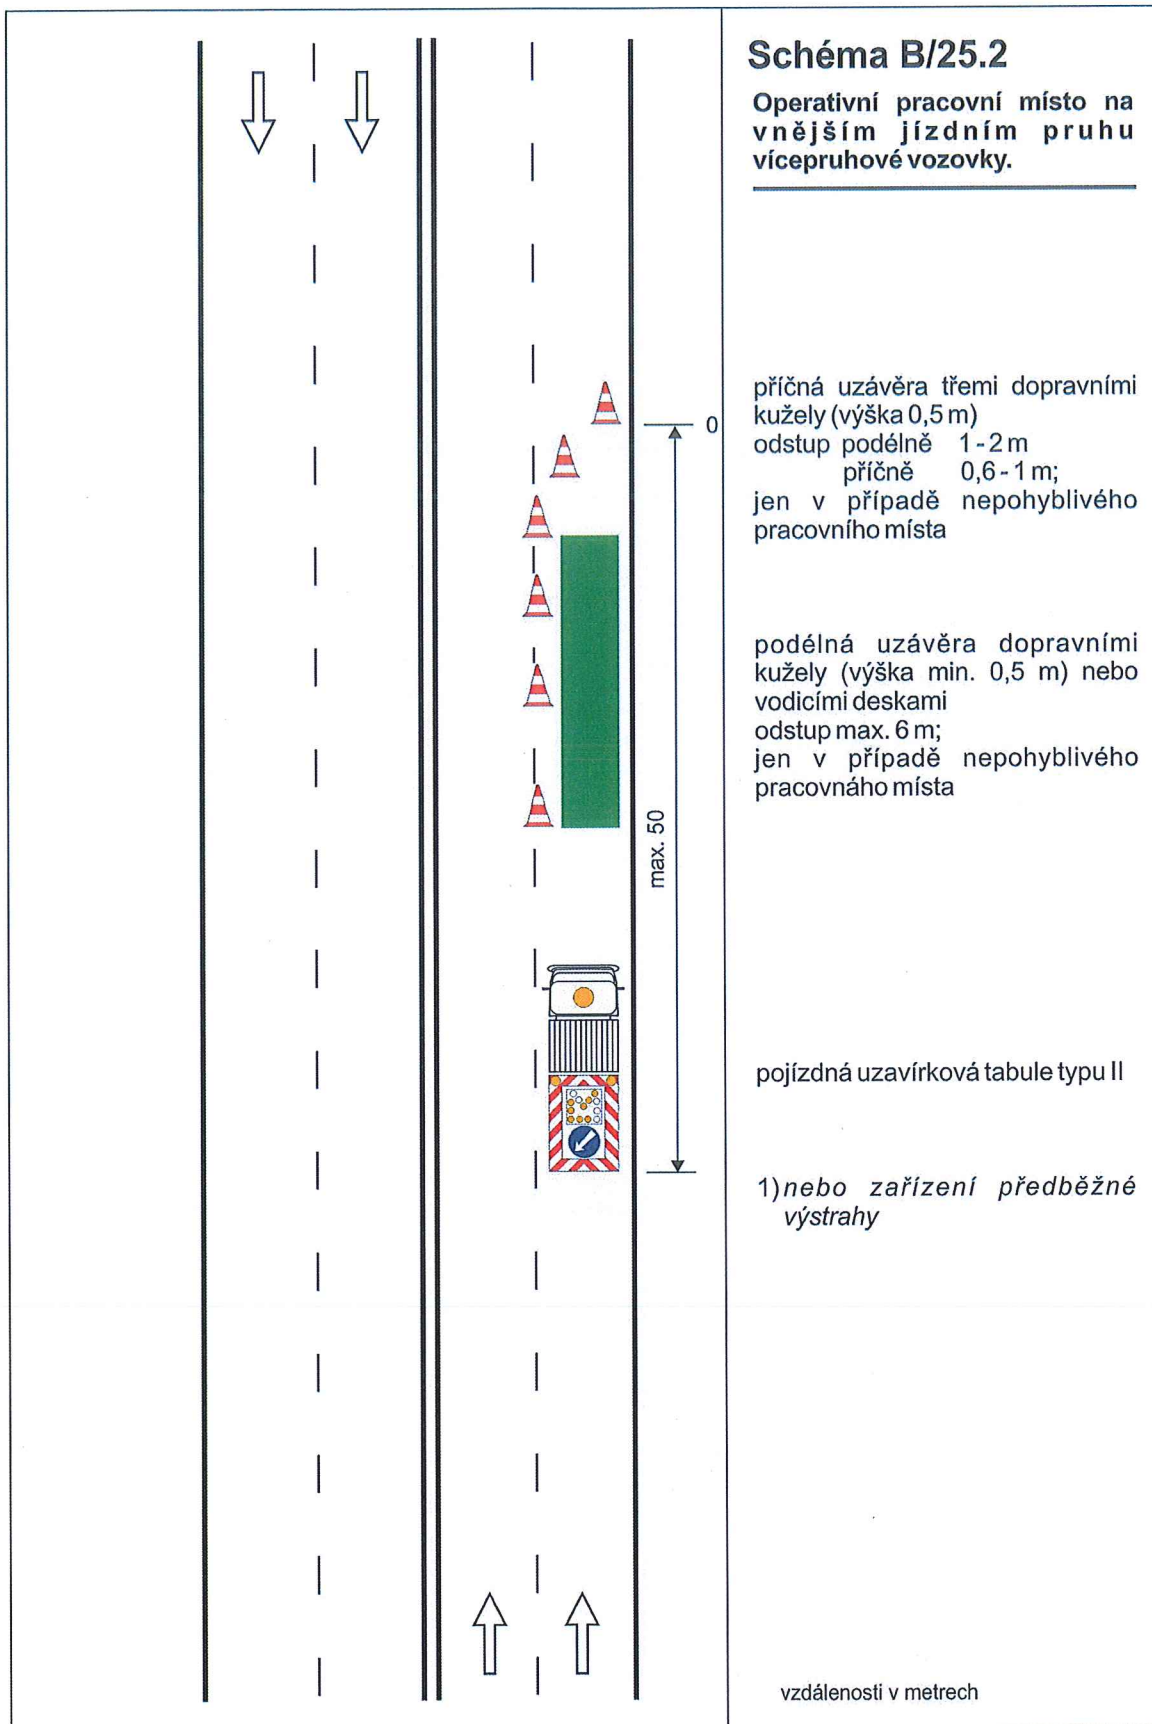 Schéma B/25.2
Operativní pracovní místo na
vnějším jízdním pruhu
vícepruhové vozovky.
příčná uzávěra třemi dopravními
kužely (výška 0,5 m)
odstup podélně 1 - 2 m
příčně 0,6 - 1 m;
jen v případě nepohyblivého
pracovního místa
0
podélná uzávěra dopravními
kužely (výška min. 0,5 m) nebo
vodicími deskami
odstup max. 6 m;
jen v případě nepohyblivého
pracovnáho místa
max. 50
pojízdná uzavírková tabule typu II
1) nebo zařízení předběžné
výstrahy
vzdálenosti v metrech